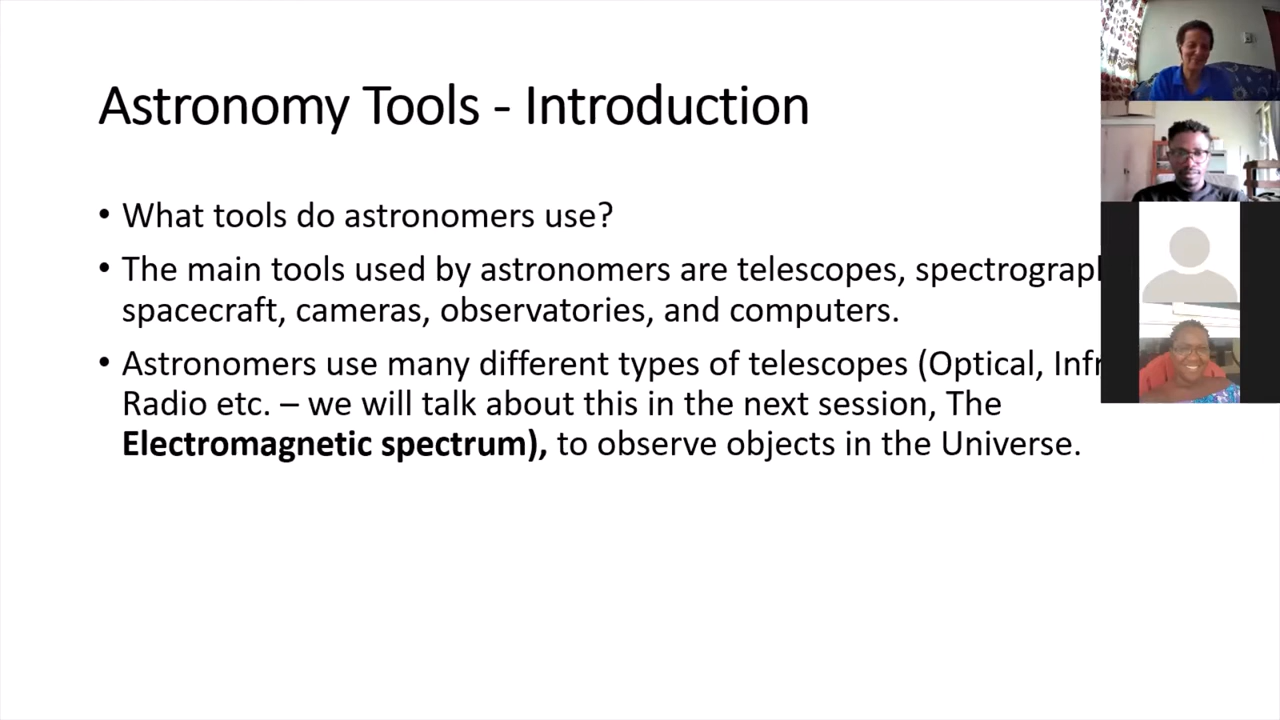 Astronomy Tools - Introduction
• What tools do astronomers use?
• The main tools used by astronomers are telescopes,
spacecraft, cameras, observatories, and computers.
• Astronomers use many different types of telescopes (Optical,
Radio etc. – we will talk about this in the next session, The
Electromagnetic spectrum), to observe objects in the Universe.